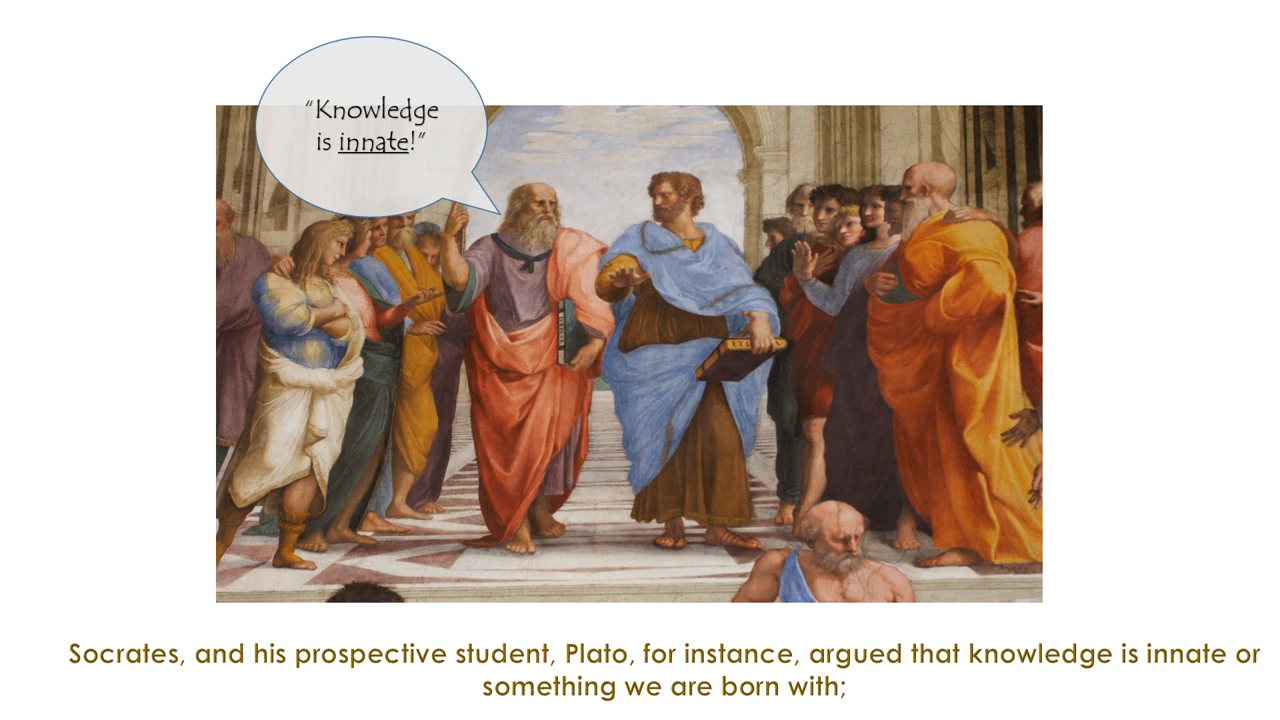 “Knowledge
is innate!”
Socrates, and his prospective student, Plato, for instance, argued that knowledge is innate or
something we are born with;